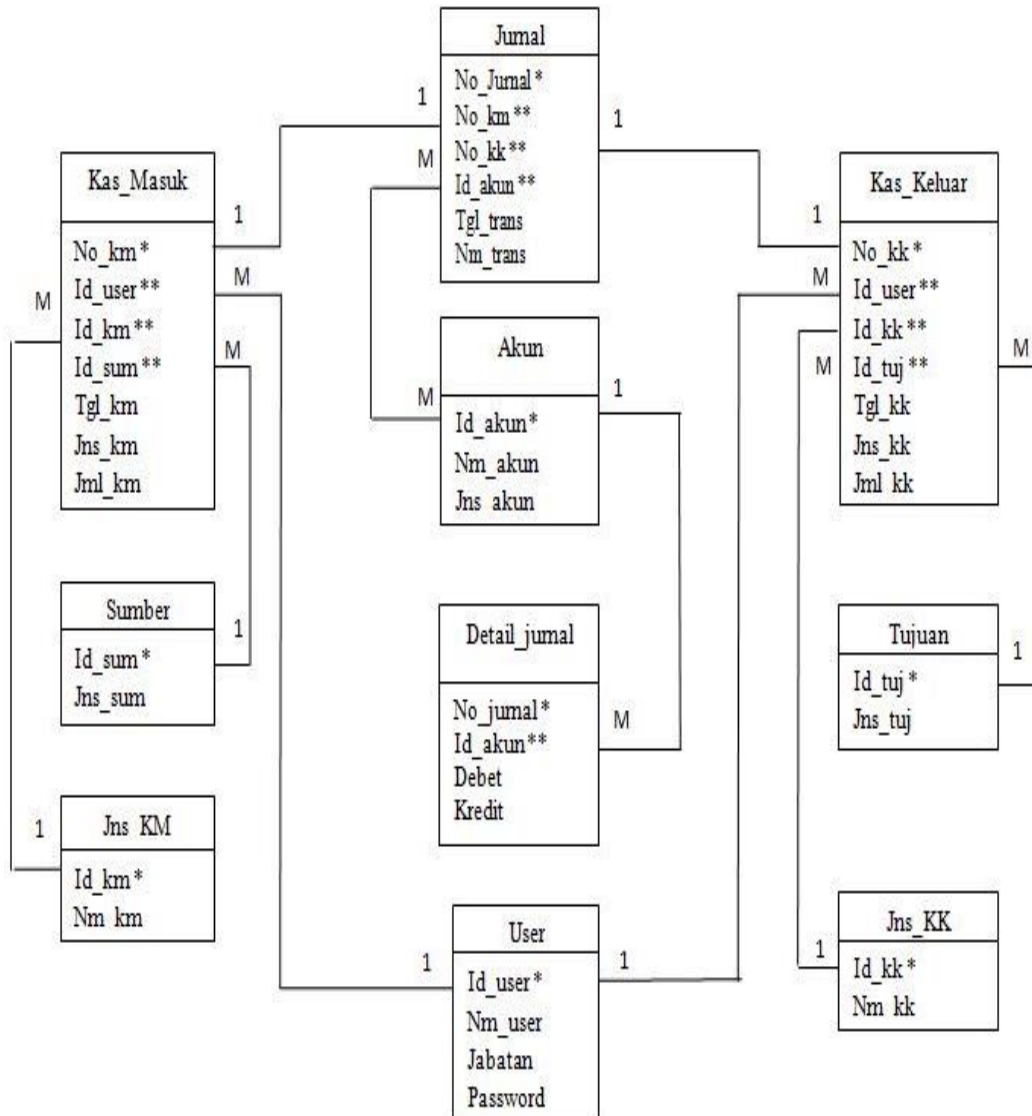 Jurnal
No_Jurnal*
No_km**
No_kk**
Id_akun**
Tgl_trans
Nm_trans
1
M
1
Kas_Masuk
No_km*
Id_user**
Id_km**
Id_sum**
Tgl_km
Jns_km
Jml_km
1
M
M
M
Kas_Keluar
No_kk*
Id_user**
Id_kk**
Id_tuj**
Tgl_kk
Jns_kk
Jml_kk
1
M
M
M
Akun
Id_akun*
Nm_akun
Jns_akun
M
1
Sumber
Id_sum*
Jns_sum
1
Detail_jurnal
No_jurnal*
Id_akun**
Debet
Kredit
M
Tujuan
Id_tuj*
Jns_tuj
1
Jns_KM
Id_km*
Nm_km
1
User
Id_user*
Nm_user
Jabatan
Password
1
1
Jns_KK
Id_kk*
Nm_kk
1